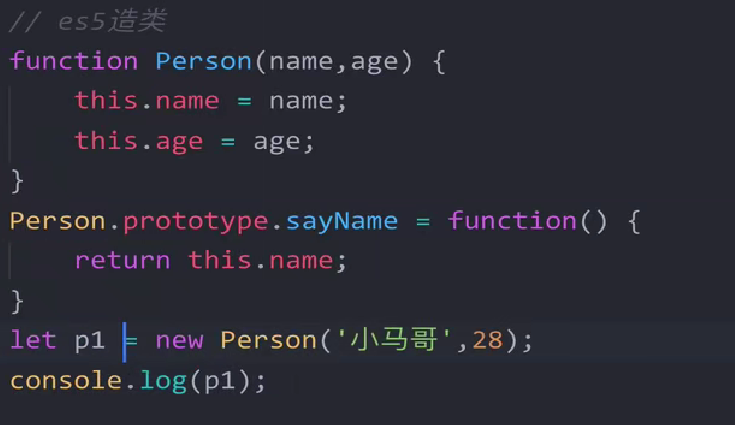 // es5造类
function Person(name,age) {
    this.name = name;
    this.age = age;
}
Person.prototype.sayName = function() {
    return this.name;
}
let p1 = new Person('小马哥',28);
console.log(p1);